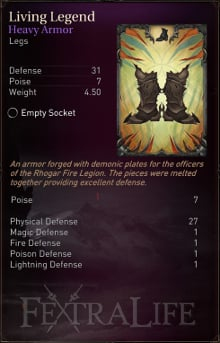 Living Legend
Heavy Armor
Legs
Defense 31
Poise 7
Weight 4.50
Empty Socket
An armor forged with demonic plates for the officers
of the Rhogar Fire Legion. The pieces were melted
together providing excellent defense.
Poise 7
Physical Defense 27
Magic Defense 1
Fire Defense 1
Poison Defense 1
Lightning Defense 1
FEXTRALIFE